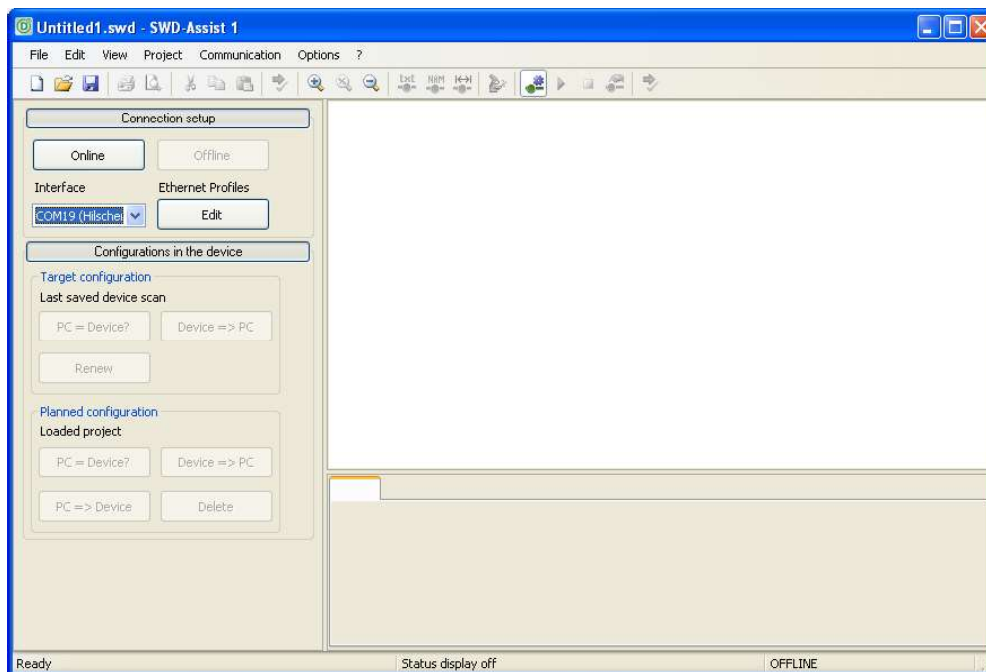 Untitled1.swd - SWD-Assist 1
File Edit View Project Communication Options ?
txt NAM
Connection setup
Online Offline
Interface Ethernet Profiles
COM19 (Hilscher Edit
Configurations in the device
Target configuration
Last saved device scan
PC = Device? Device => PC
Renew
Planned configuration
Loaded project
PC = Device? Device => PC
PC => Device Delete
Ready Status display off OFFLINE